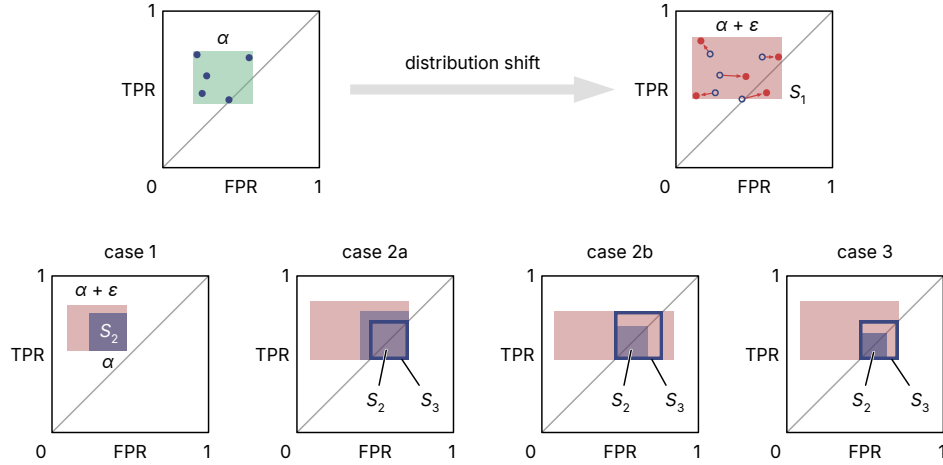 α
α + ε
1
1
distribution shift
TPR
TPR
S1
0
FPR
1
0
FPR
1
case 1
case 2a
case 2b
case 3
1
1
1
1
α + ε
S2
TPR
TPR
TPR
TPR
α
S2
S3
S2
S3
S2
S3
0
FPR
1
0
FPR
1
0
FPR
1
0
FPR
1